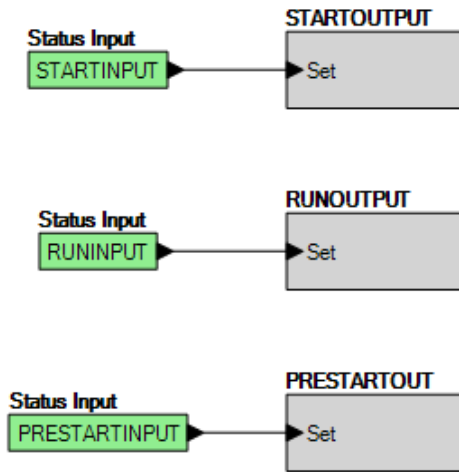 STARTOUTPUT
Status Input
STARTINPUT
Set
RUNOUTPUT
Status Input
RUNINPUT
Set
PRESTARTOUT
Status Input
PRESTARTINPUT
Set